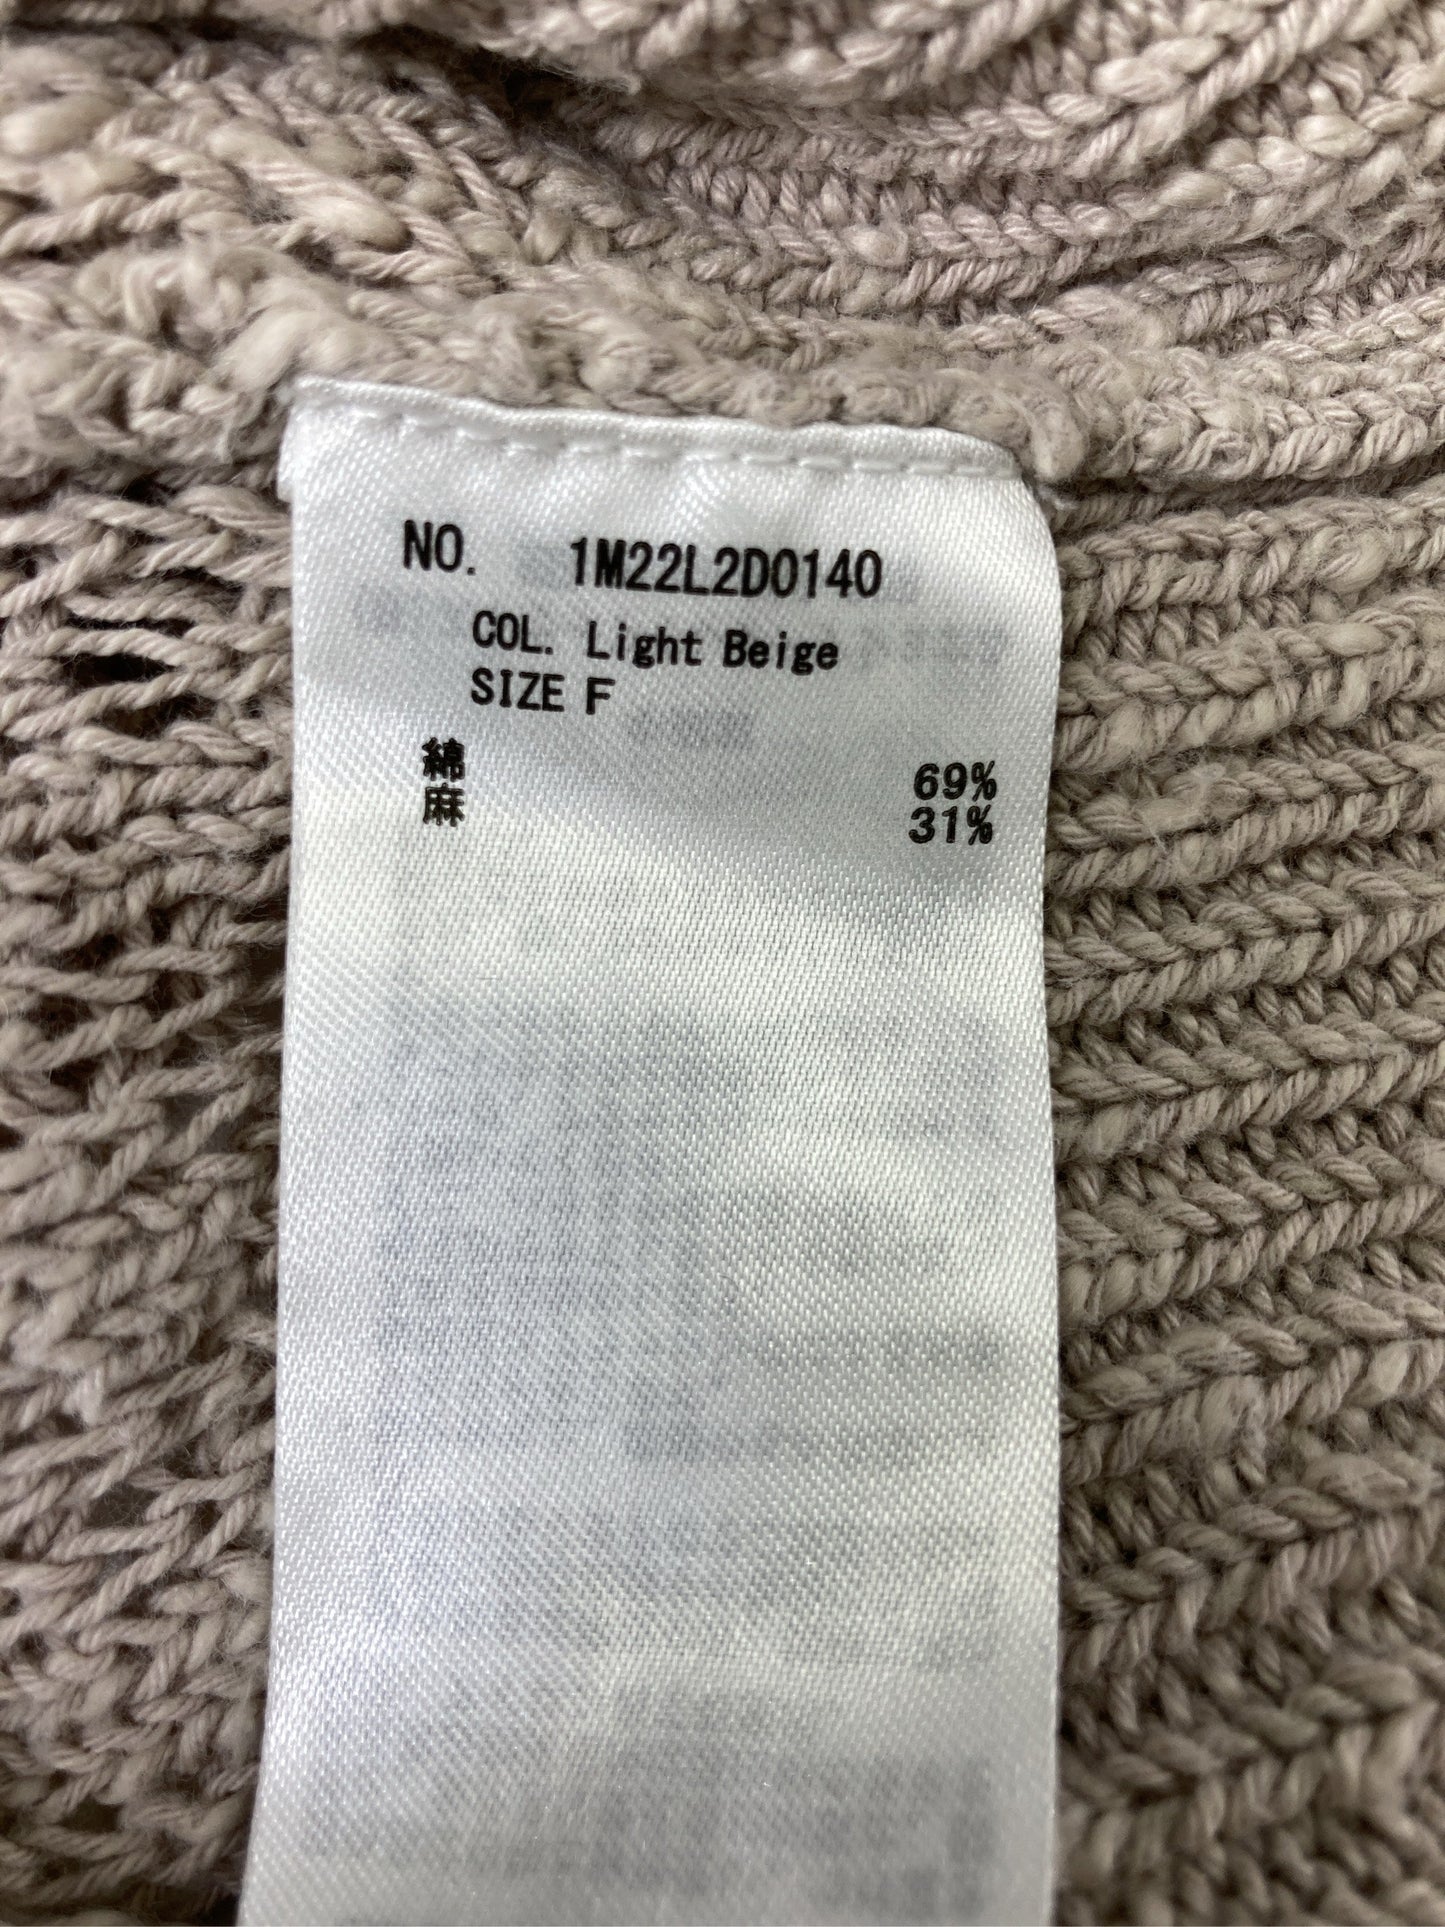 NO. 1M22L2D0140
COL. Light Beige
SIZE F
綿 69%
麻 31%